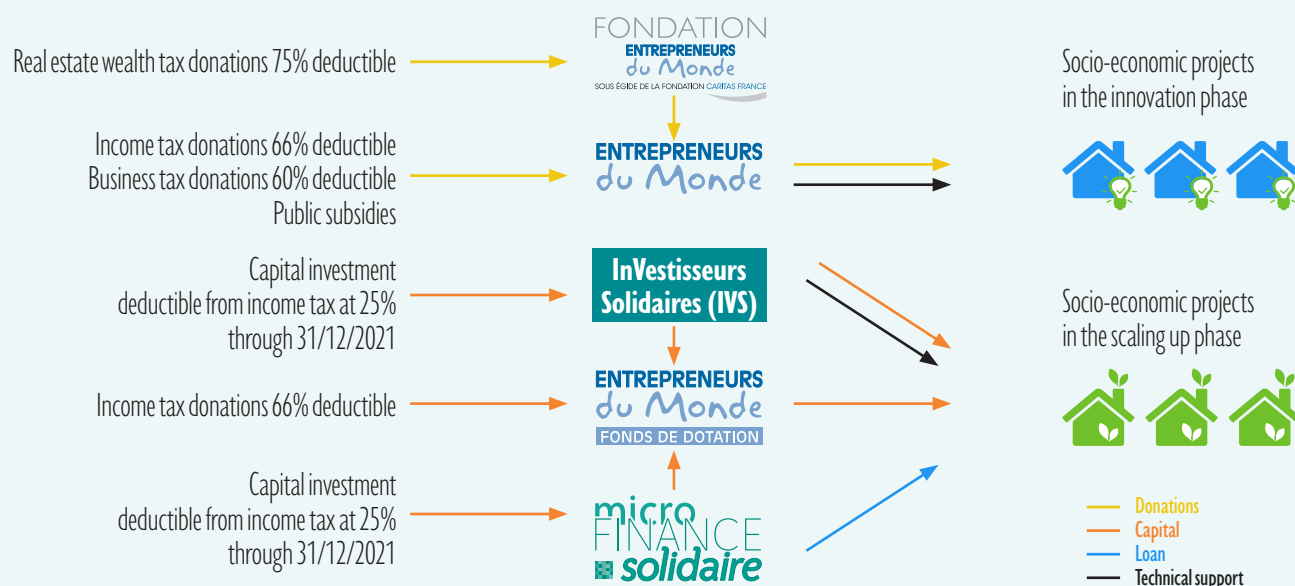 Real estate wealth tax donations 75% deductible
FONDATION
ENTREPRENEURS
du Monde
SOUS ÉGIDE DE LA FONDATION CARITAS FRANCE
Socio-economic projects
in the innovation phase
Income tax donations 66% deductible
Business tax donations 60% deductible
Public subsidies
ENTREPRENEURS
du Monde
Capital investment
deductible from income tax at 25%
through 31/12/2021
InVestisseurs
Solidaires (IVS)
Socio-economic projects
in the scaling up phase
Income tax donations 66% deductible
ENTREPRENEURS
du Monde
FONDS DE DOTATION
Capital investment
deductible from income tax at 25%
through 31/12/2021
micro
FINANCE
solidaire
Donations
Capital
Loan
Technical support